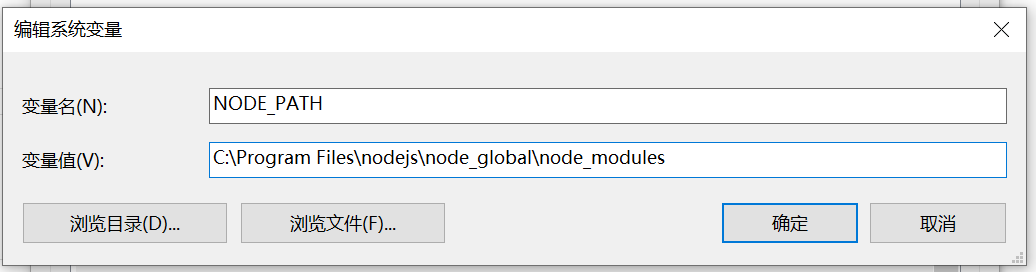 编辑系统变量
变量名(N):
NODE_PATH
变量值(V):
C:\Program Files\nodejs\node_global\node_modules
浏览目录(D)...
浏览文件(F)...
确定
取消